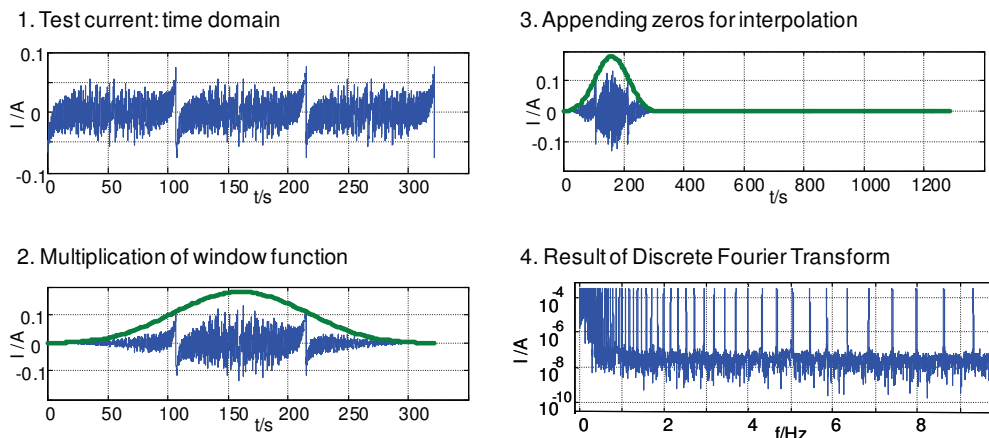 1. Test current: time domain
0.1
0
-0.1
I /A
0 50 100 150 200 250 300
t/s
3. Appending zeros for interpolation
0.1
0
-0.1
I /A
0 200 400 600 800 1000 1200
t/s
2. Multiplication of window function
0.1
0
-0.1
I /A
0 50 100 150 200 250 300
t/s
4. Result of Discrete Fourier Transform
10-4
10-6
10-8
10-10
I /A
0 2 4 6 8
f/Hz